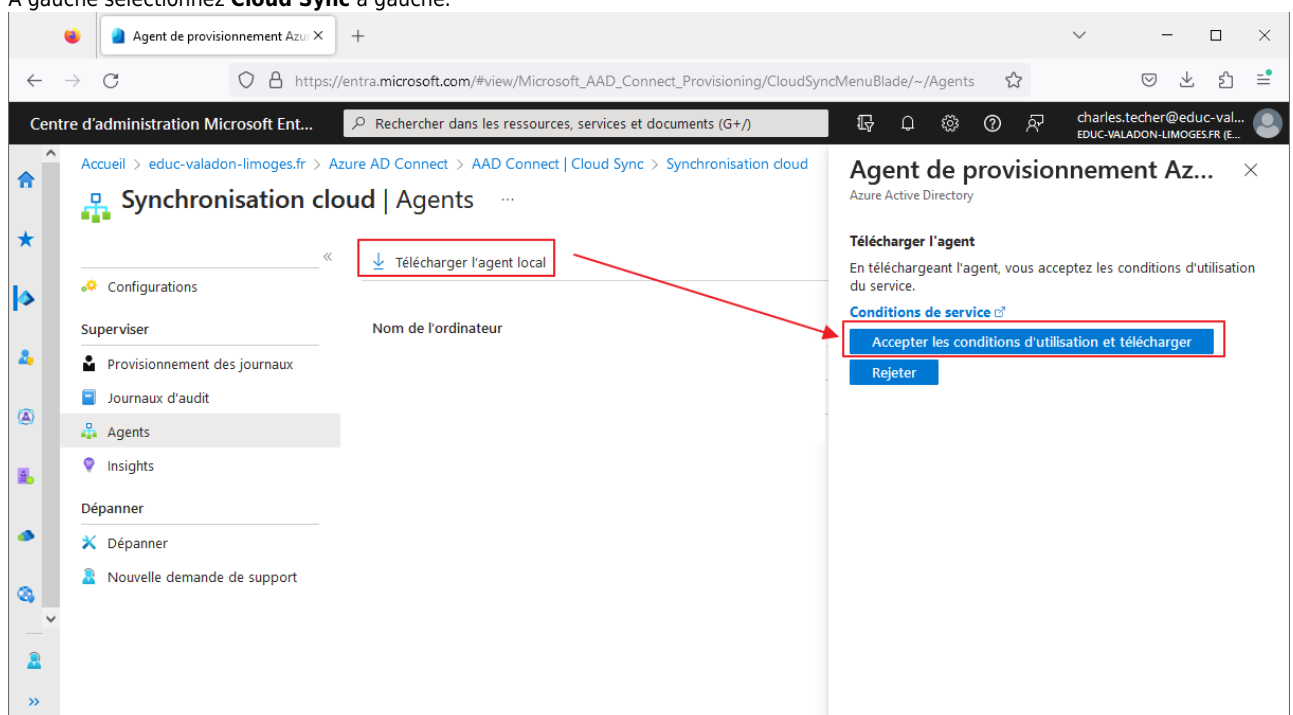 A gauche sélectionnez Cloud Sync à gauche.
Agent de provisionnement Azu
https://entra.microsoft.com/#view/Microsoft_AAD_Connect_Provisioning/CloudSyncMenuBlade/~/Agents
Centre d'administration Microsoft Ent...
Rechercher dans les ressources, services et documents (G+/)
charles.techer@educ-val...
EDUC-VALADON-LIMOGES.FR (E...
Accueil > educ-valadon-limoges.fr > Azure AD Connect > AAD Connect | Cloud Sync > Synchronisation cloud
Synchronisation cloud | Agents ...
Télécharger l'agent local
Configurations
Superviser
Nom de l'ordinateur
Provisionnement des journaux
Journaux d'audit
Agents
Insights
Dépanner
Dépanner
Nouvelle demande de support
Agent de provisionnement Az...
Azure Active Directory
Télécharger l'agent
En téléchargeant l'agent, vous acceptez les conditions d'utilisation
du service.
Conditions de service
Accepter les conditions d'utilisation et télécharger
Rejeter